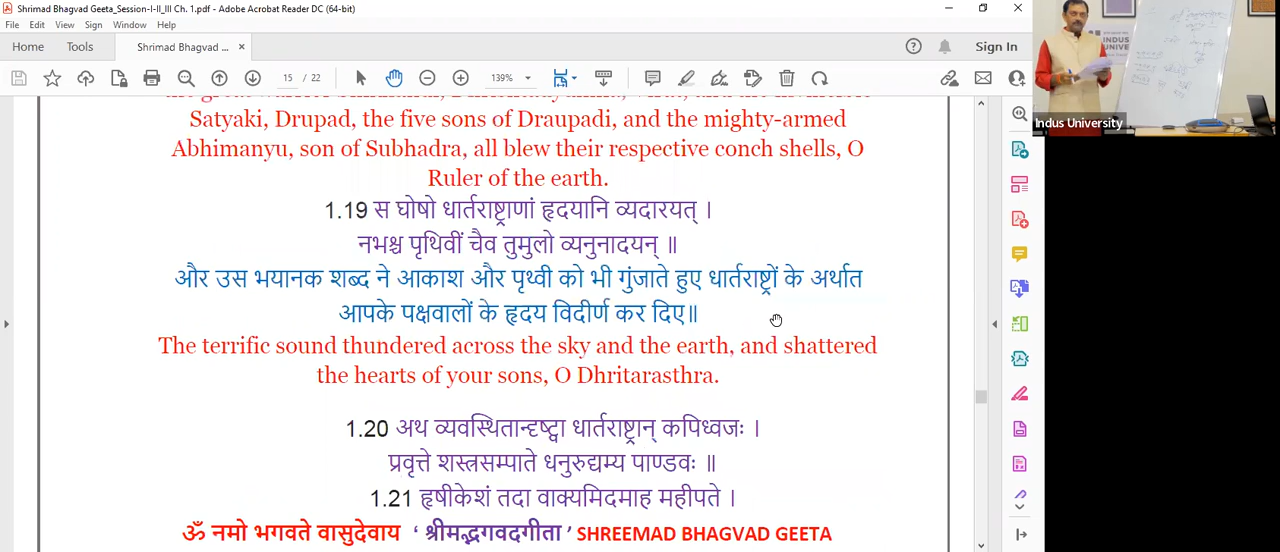 Shrimad Bhagvad Geeta_Session-I-II_III Ch. 1.pdf - Adobe Acrobat Reader DC (64-bit)
File Edit View Sign Window Help
Home Tools Shrimad Bhagvad ... × Sign In
15 / 22 139%
Satyaki, Drupad, the five sons of Draupadi, and the mighty-armed
Abhimanyu, son of Subhadra, all blew their respective conch shells, O
Ruler of the earth.
1.19 स घोषो धार्तराष्ट्राणां हृदयानि व्यदारयत् ।
नभश्च पृथिवीं चैव तुमुलो व्यनुनादयन् ॥
और उस भयानक शब्द ने आकाश और पृथ्वी को भी गुंजाते हुए धार्तराष्ट्रों के अर्थात
आपके पक्षवालों के हृदय विदीर्ण कर दिए॥
The terrific sound thundered across the sky and the earth, and shattered
the hearts of your sons, O Dhritarasthra.
1.20 अथ व्यवस्थितान्दृष्ट्वा धार्तराष्ट्रान् कपिध्वजः ।
प्रवृत्ते शस्त्रसम्पाते धनुरुद्यम्य पाण्डवः ॥
1.21 हृषीकेशं तदा वाक्यमिदमाह महीपते ।
ॐ नमो भगवते वासुदेवाय ' श्रीमद्भगवदगीता ' SHREEMAD BHAGVAD GEETA
INDUS
UNIVE
Indus University